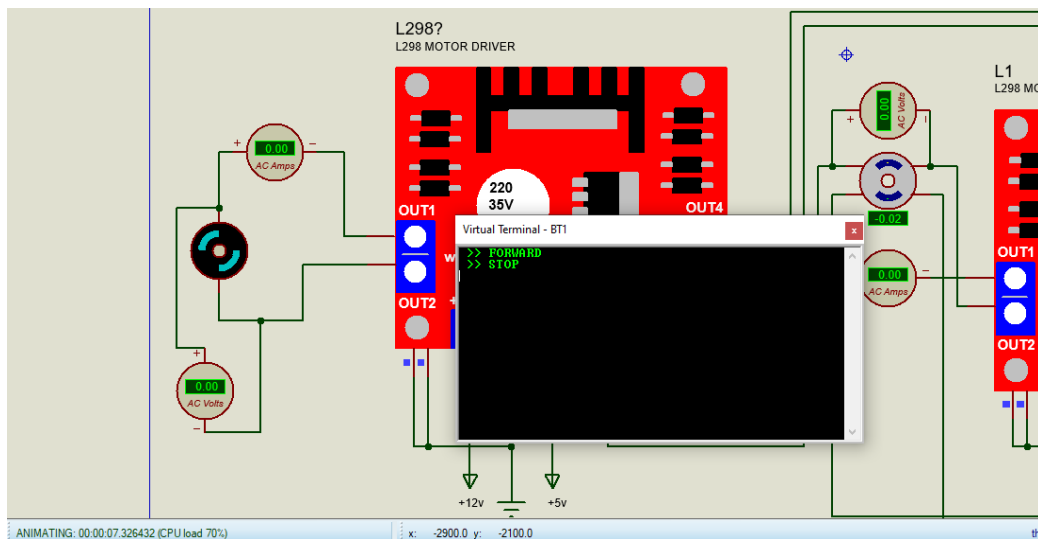 L298?
L298 MOTOR DRIVER
+
0.00
−
AC Amps
220
35V
OUT1
OUT4
OUT2
+
0.00
AC Volts
−
Virtual Terminal - BT1
x
>> FORWARD
>> STOP
+
0.00
AC Volts
-0.02
0.00
−
AC Amps
L1
OUT1
OUT2
+12v
+5v
ANIMATING: 00:00:07.326432 (CPU load 70%)
x: -2900.0 y: -2100.0